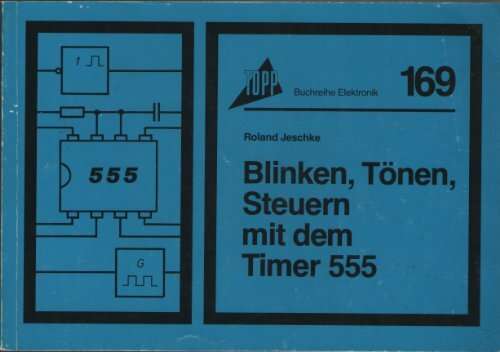 1
555
G
TOPP
Buchreihe Elektronik
169
Roland Jeschke
Blinken, Tönen,
Steuern
mit dem
Timer 555